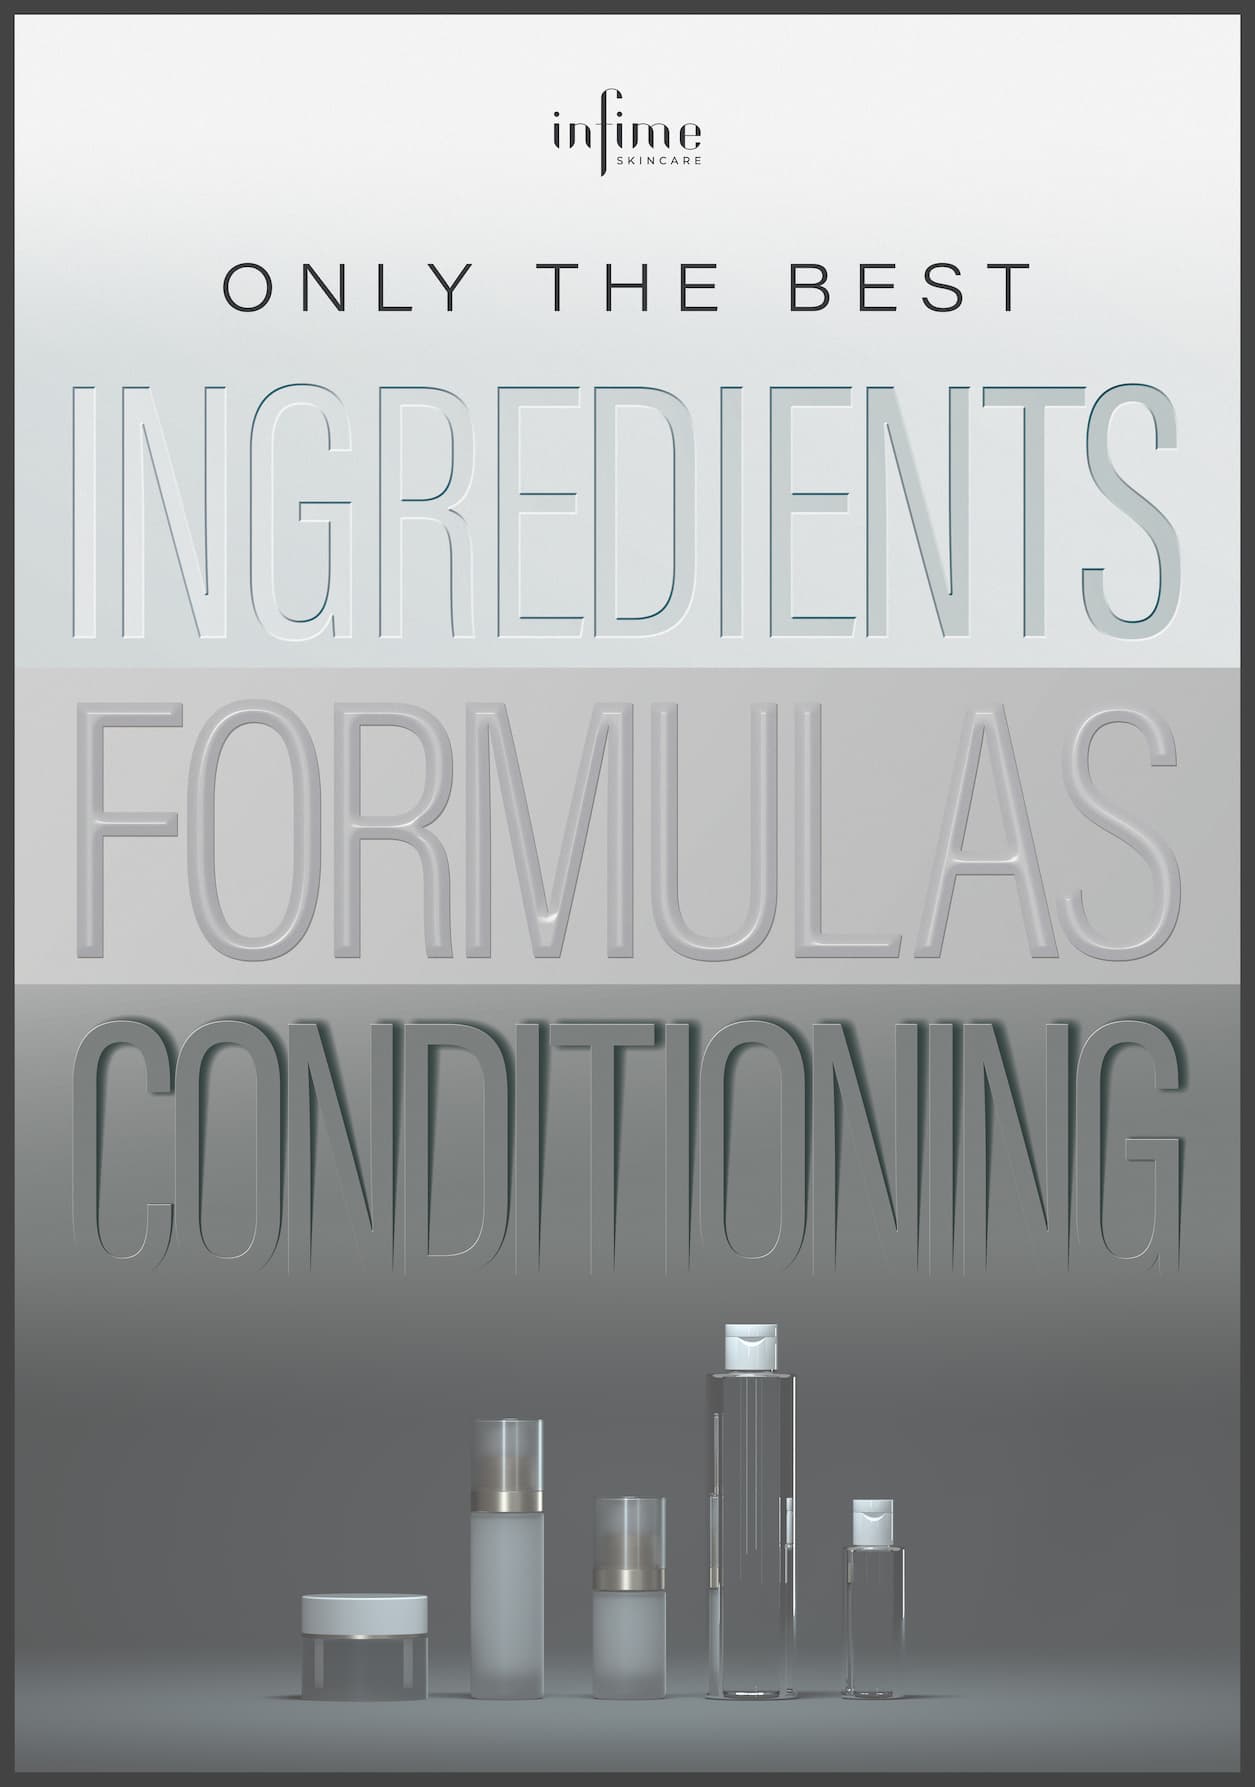 infime
SKINCARE
ONLY THE BEST
INGREDIENTS
FORMULAS
CONDITIONING